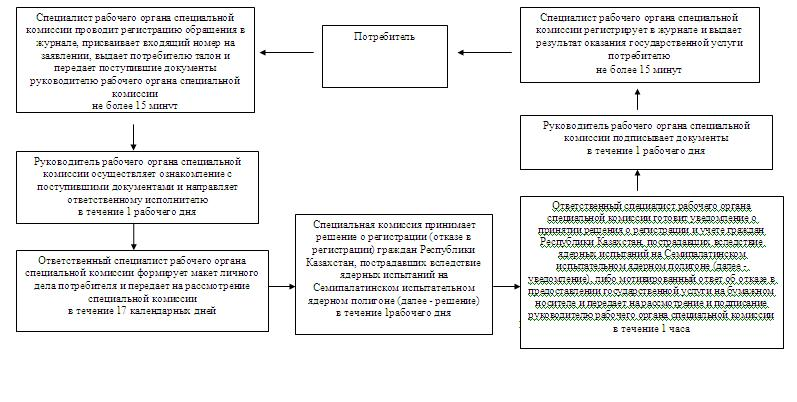 Специалист рабочего органа специальной
комиссии проводит регистрацию обращения в
журнале, присваивает входящий номер на
заявлении, выдает потребителю талон и
передает поступившие документы
руководителю рабочего органа специальной
комиссии
не более 15 минут
Потребитель
Специалист рабочего органа специальной
комиссии регистрирует в журнале и выдает
результат оказания государственной услуги
потребителю
не более 15 минут
Руководитель рабочего органа специальной
комиссии осуществляет ознакомление с
поступившими документами и направляет
ответственному исполнителю
в течение 1 рабочего дня
Руководитель рабочего органа специальной
комиссии подписывает документы
в течение 1 рабочего дня
Ответственный специалист рабочего органа
специальной комиссии формирует макет личного
дела потребителя и передает на рассмотрение
специальной комиссии
в течение 17 календарных дней
Специальная комиссия принимает
решение о регистрации (отказе в
регистрации) граждан Республики
Казахстан, пострадавших вследствие
ядерных испытаний на
Семипалатинском испытательном
ядерном полигоне (далее - решение)
в течение 1рабочего дня
Ответственный специалист рабочего органа
специальной комиссии готовит уведомление о
принятии решения о регистрации и учете граждан
Республики Казахстан, пострадавших вследствие
ядерных испытаний на Семипалатинском
испытательном ядерном полигоне (далее -
уведомление), либо мотивированный ответ об отказе в
предоставлении государственной услуги на бумажном
носителе и передает на рассмотрение и подписание
руководителю рабочего органа специальной комиссии
в течение 1 часа